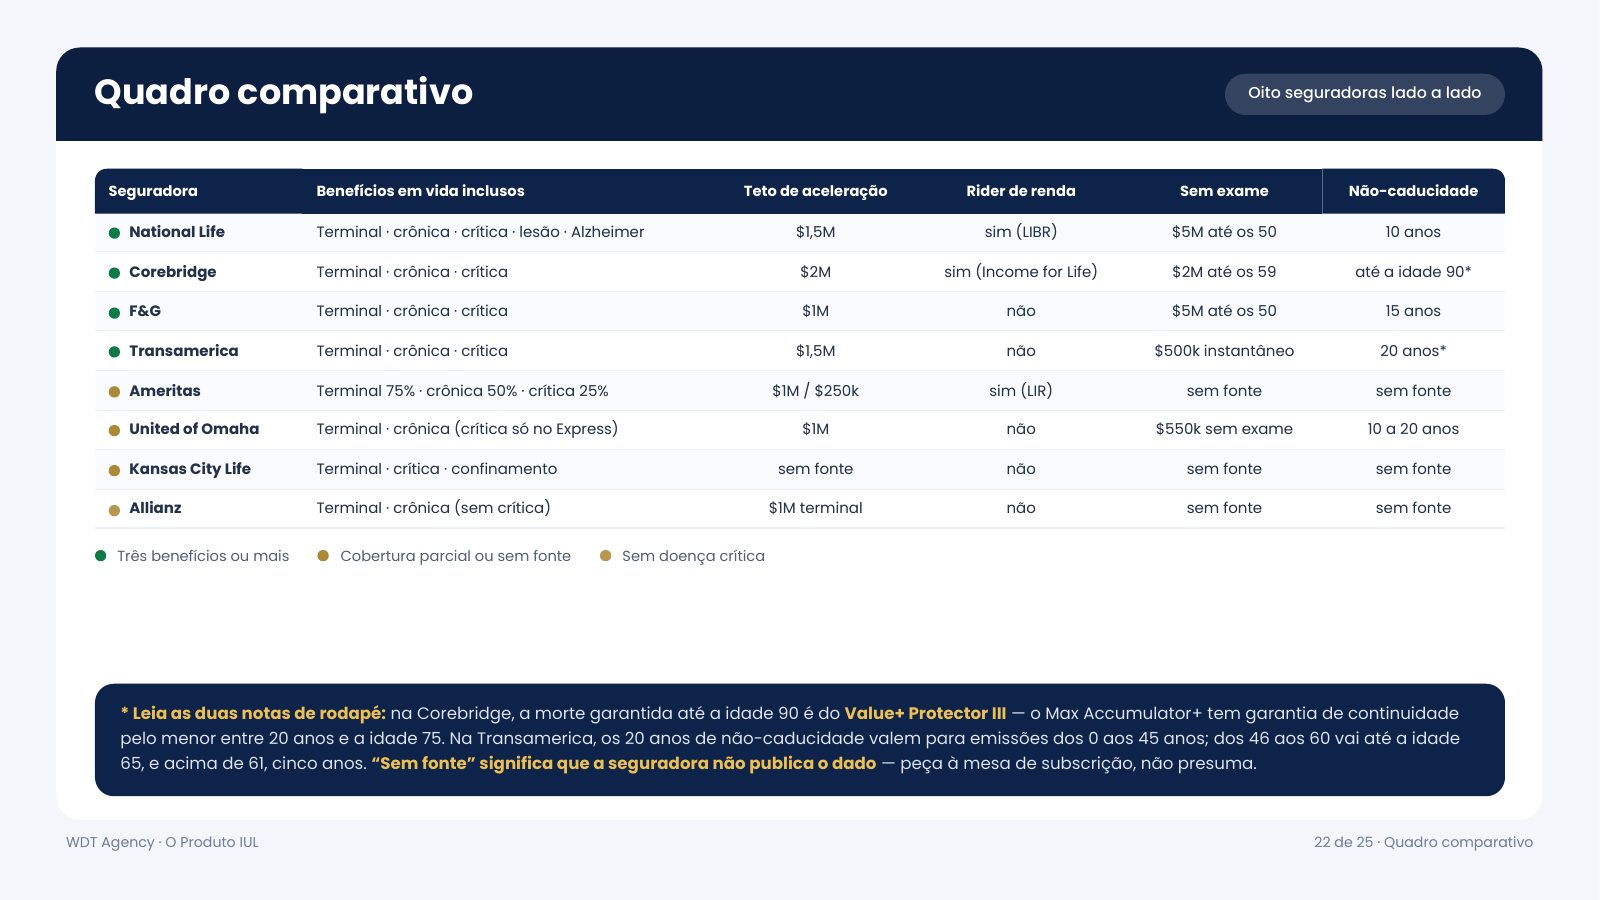 Quadro comparativo
Oito seguradoras lado a lado
Seguradora Benefícios em vida inclusos Teto de aceleração Rider de renda Sem exame Não-caducidade
National Life Terminal · crônica · crítica · lesão · Alzheimer $1,5M sim (LIBR) $5M até os 50 10 anos
Corebridge Terminal · crônica · crítica $2M sim (Income for Life) $2M até os 59 até a idade 90*
F&G Terminal · crônica · crítica $1M não $5M até os 50 15 anos
Transamerica Terminal · crônica · crítica $1,5M não $500k instantâneo 20 anos*
Ameritas Terminal 75% · crônica 50% · crítica 25% $1M / $250k sim (LIR) sem fonte sem fonte
United of Omaha Terminal · crônica (crítica só no Express) $1M não $550k sem exame 10 a 20 anos
Kansas City Life Terminal · crítica · confinamento sem fonte não sem fonte sem fonte
Allianz Terminal · crônica (sem crítica) $1M terminal não sem fonte sem fonte
Três benefícios ou mais Cobertura parcial ou sem fonte Sem doença crítica
* Leia as duas notas de rodapé: na Corebridge, a morte garantida até a idade 90 é do Value+ Protector III — o Max Accumulator+ tem garantia de continuidade
pelo menor entre 20 anos e a idade 75. Na Transamerica, os 20 anos de não-caducidade valem para emissões dos 0 aos 45 anos; dos 46 aos 60 vai até a idade
65, e acima de 61, cinco anos. “Sem fonte” significa que a seguradora não publica o dado — peça à mesa de subscrição, não presuma.
WDT Agency · O Produto IUL
22 de 25 · Quadro comparativo